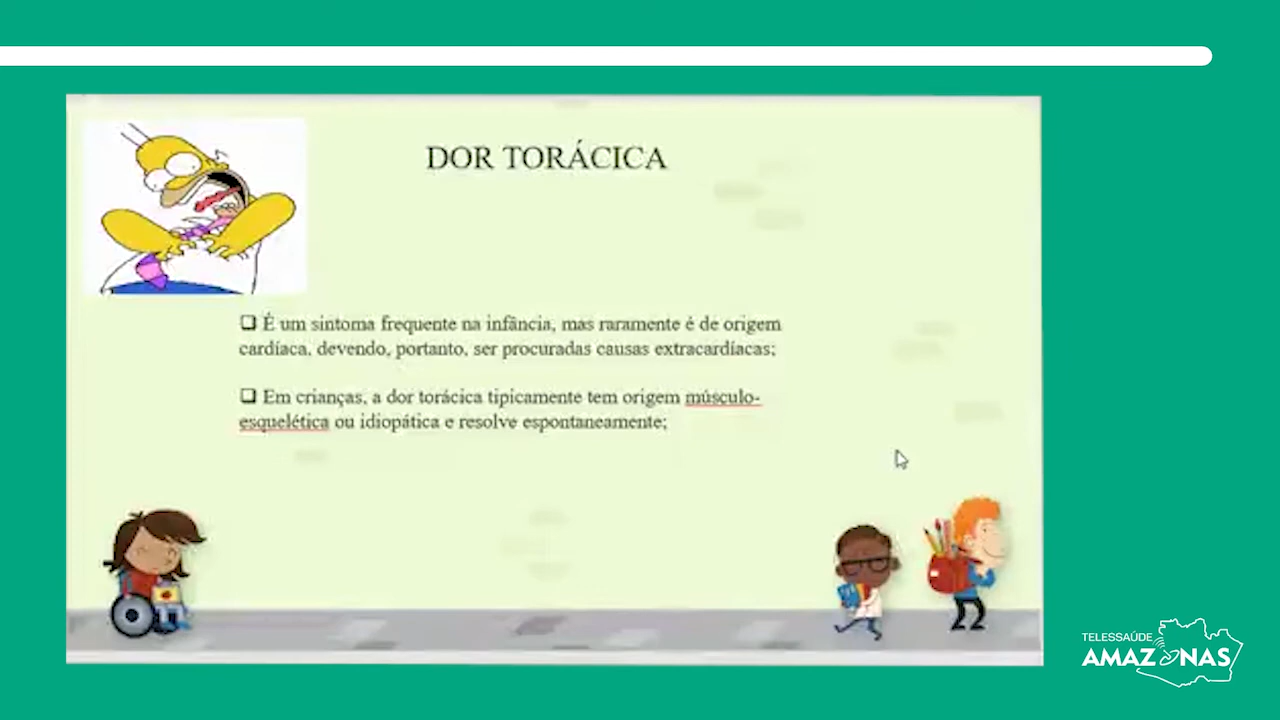 DOR TORÁCICA
❑ É um sintoma frequente na infância, mas raramente é de origem
cardíaca, devendo, portanto, ser procuradas causas extracardíacas;
❑ Em crianças, a dor torácica tipicamente tem origem músculo-
esquelética ou idiopática e resolve espontaneamente;
TELESSAÚDE
AMAZONAS